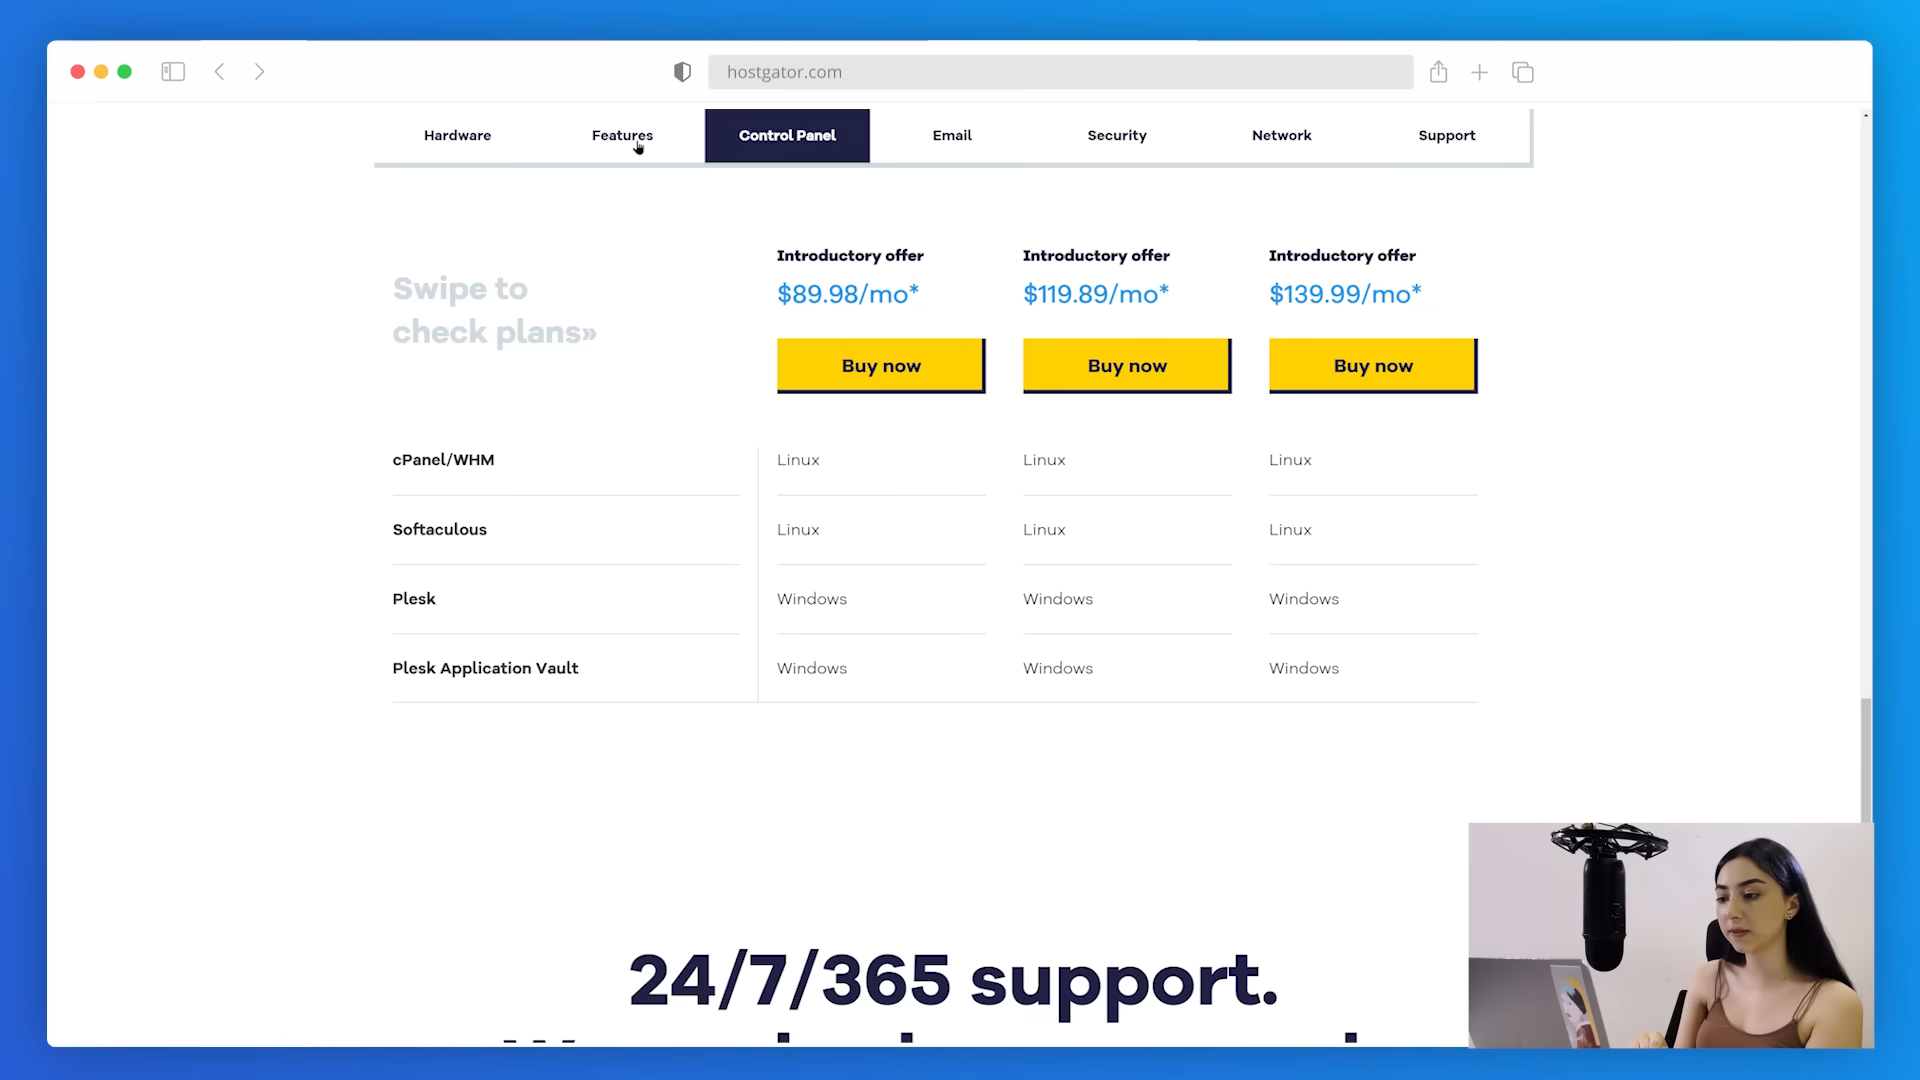 hostgator.com
Hardware Features Control Panel Email Security Network Support
Introductory offer Introductory offer Introductory offer
Swipe to
check plans»
$89.98/mo* $119.89/mo* $139.99/mo*
Buy now Buy now Buy now
cPanel/WHM Linux Linux Linux
Softaculous Linux Linux Linux
Plesk Windows Windows Windows
Plesk Application Vault Windows Windows Windows
24/7/365 support.